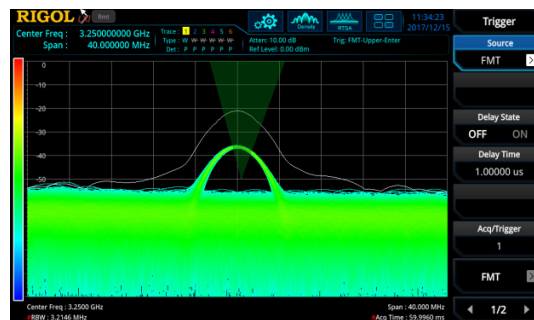 RIGOL Rmt 11:34:23
2017/12/15
Density RTSA
Center Freq : 3.250000000 GHz
Span : 40.000000 MHz
Trace : 1 2 3 4 5 6
Type : W W W W W W
Det : P P P P P P
Atten: 10.00 dB
Ref Level: 0.00 dBm
Trig: FMT-Upper-Enter
0
-10
-20
-30
-40
-50
Center Freq : 3.2500 GHz
Span : 40.000 MHz
#RBW : 3.2146 MHz
#Acq Time : 59.9960 ms
Trigger
Source
FMT
Delay State
OFF ON
Delay Time
1.00000 us
Acq/Trigger
1
FMT
1/2